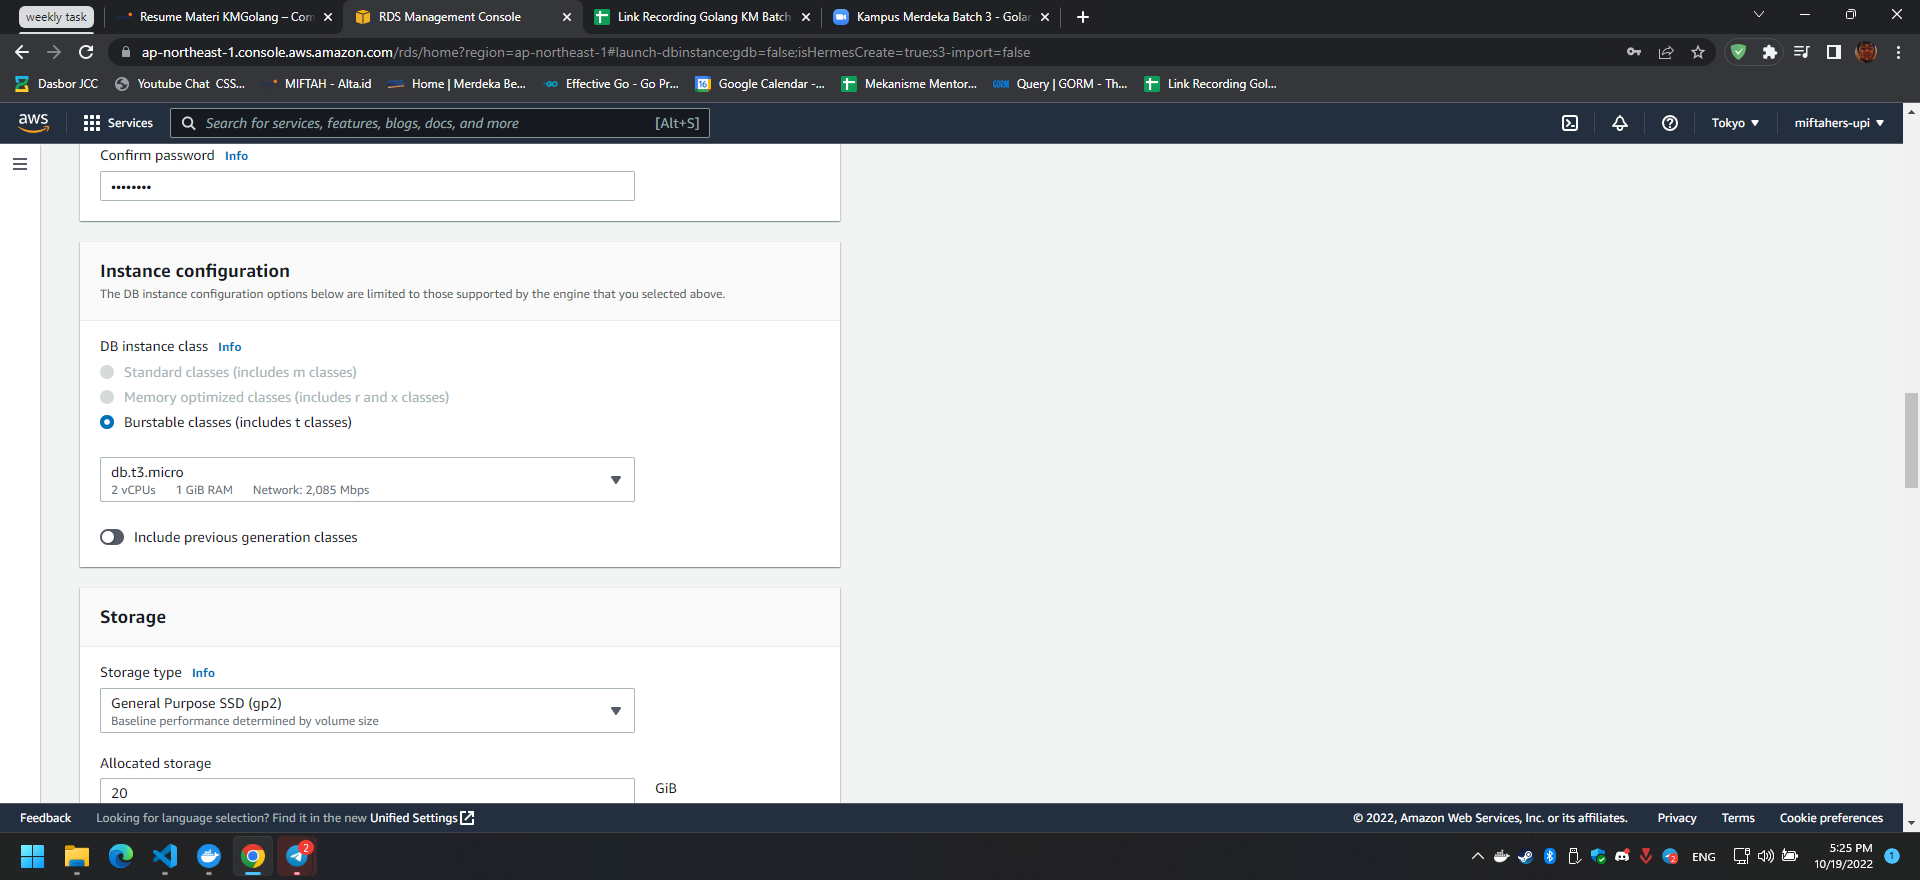 weekly task
Resume Materi KMGolang – Com
RDS Management Console
Link Recording Golang KM Batch
Kampus Merdeka Batch 3 - Gola
ap-northeast-1.console.aws.amazon.com/rds/home?region=ap-northeast-1#launch-dbinstance:gdb=false;isHermesCreate=true;s3-import=false
Dasbor JCC
Youtube Chat CSS...
MIFTAH - Alta.id
Home | Merdeka Be...
Effective Go - Go Pr...
16
Google Calendar -...
Mekanisme Mentor...
GORM
Query | GORM - Th...
Link Recording Gol...
aws
Services
Search for services, features, blogs, docs, and more
[Alt+S]
Tokyo
miftahers-upi
Confirm password Info
••••••••
Instance configuration
The DB instance configuration options below are limited to those supported by the engine that you selected above.
DB instance class Info
Standard classes (includes m classes)
Memory optimized classes (includes r and x classes)
Burstable classes (includes t classes)
db.t3.micro
2 vCPUs 1 GiB RAM Network: 2,085 Mbps
Include previous generation classes
Storage
Storage type Info
General Purpose SSD (gp2)
Baseline performance determined by volume size
Allocated storage
20
GiB
Feedback
Looking for language selection? Find it in the new Unified Settings
© 2022, Amazon Web Services, Inc. or its affiliates.
Privacy
Terms
Cookie preferences
2
2
ENG
5:25 PM
10/19/2022
1